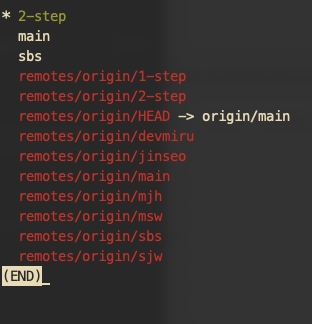 * 2-step
main
sbs
remotes/origin/1-step
remotes/origin/2-step
remotes/origin/HEAD -> origin/main
remotes/origin/devmiru
remotes/origin/jinseo
remotes/origin/main
remotes/origin/mjh
remotes/origin/msw
remotes/origin/sbs
remotes/origin/sjw
(END)